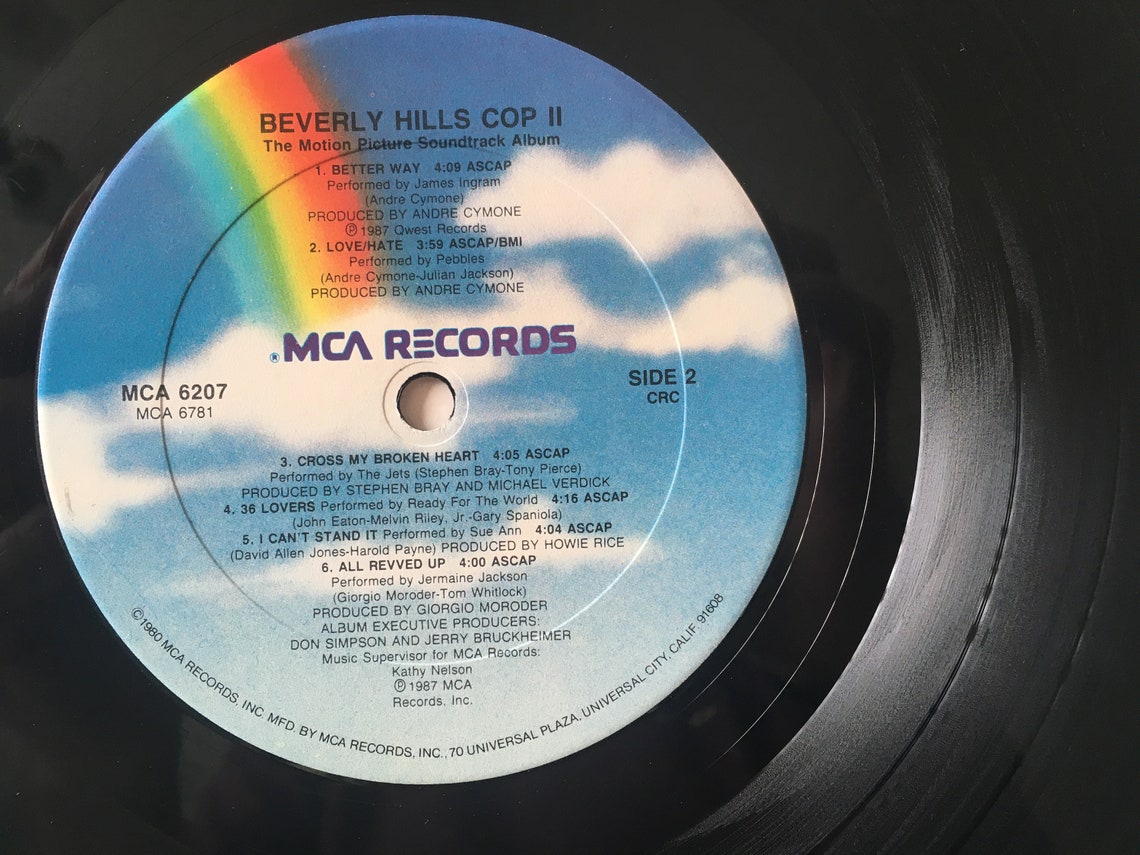 BEVERLY HILLS COP II
The Motion Picture Soundtrack Album
1. BETTER WAY 4:09 ASCAP
Performed by James Ingram
(Andre Cymone)
PRODUCED BY ANDRE CYMONE
Ⓟ 1987 Qwest Records
2. LOVE/HATE 3:59 ASCAP/BMI
Performed by Pebbles
(Andre Cymone-Julian Jackson)
PRODUCED BY ANDRE CYMONE
® MCA RECORDS
MCA 6207
MCA 6781
SIDE 2
CRC
3. CROSS MY BROKEN HEART 4:05 ASCAP
Performed by The Jets (Stephen Bray-Tony Pierce)
PRODUCED BY STEPHEN BRAY AND MICHAEL VERDICK
4. 36 LOVERS Performed by Ready For The World 4:16 ASCAP
(John Eaton-Melvin Riley, Jr.-Gary Spaniola)
5. I CAN'T STAND IT Performed by Sue Ann 4:04 ASCAP
(David Allen Jones-Harold Payne) PRODUCED BY HOWIE RICE
6. ALL REVVED UP 4:00 ASCAP
Performed by Jermaine Jackson
(Giorgio Moroder-Tom Whitlock)
PRODUCED BY GIORGIO MORODER
ALBUM EXECUTIVE PRODUCERS:
DON SIMPSON AND JERRY BRUCKHEIMER
Music Supervisor for MCA Records:
Kathy Nelson
Ⓟ 1987 MCA
Records, Inc.
©1980 MCA RECORDS, INC. MFD. BY MCA RECORDS, INC., 70 UNIVERSAL PLAZA, UNIVERSAL CITY, CALIF. 91608